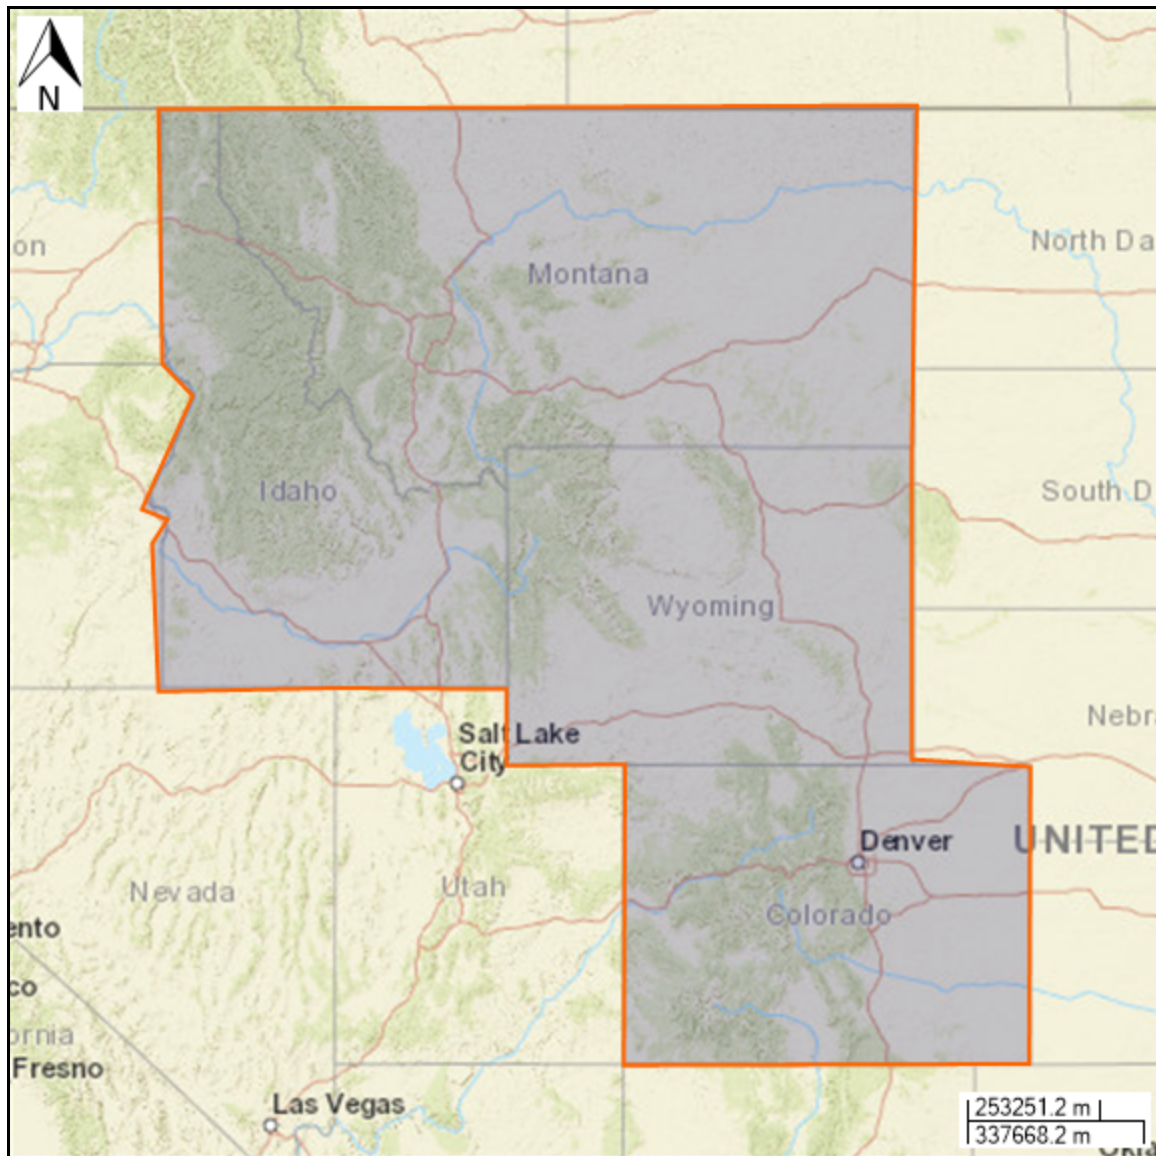 N
on
North Da
Montana
Idaho
South D
Wyoming
Nebr
Salt Lake
City
Denver
UNITED
Nevada
Utah
Colorado
ento
co
ornia
Fresno
Las Vegas
253251.2 m
337668.2 m